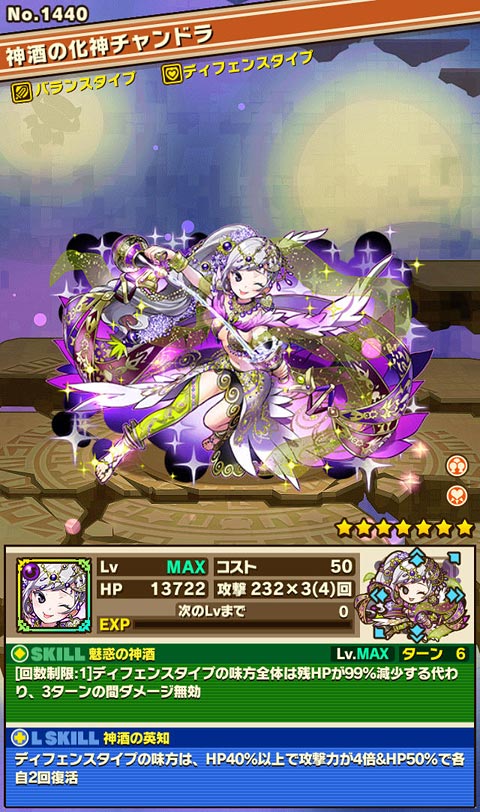 No.1440
神酒の化神チャンドラ
バランスタイプ ディフェンスタイプ
Lv MAX コスト 50
HP 13722 攻撃 232×3(4)回
次のLvまで 0
EXP
SKILL 魅惑の神酒 Lv.MAX ターン 6
[回数制限:1]ディフェンスタイプの味方全体は残HPが99%減少する代わ
り、3ターンの間ダメージ無効
L SKILL 神酒の英知
ディフェンスタイプの味方は、HP40%以上で攻撃力が4倍&HP50%で各
自2回復活